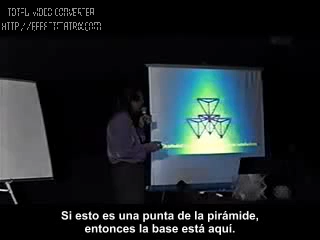 TOTAL VIDEO CONVERTER
HTTP://EFFECTMATRIX.COM
Si esto es una punta de la pirámide,
entonces la base está aquí.